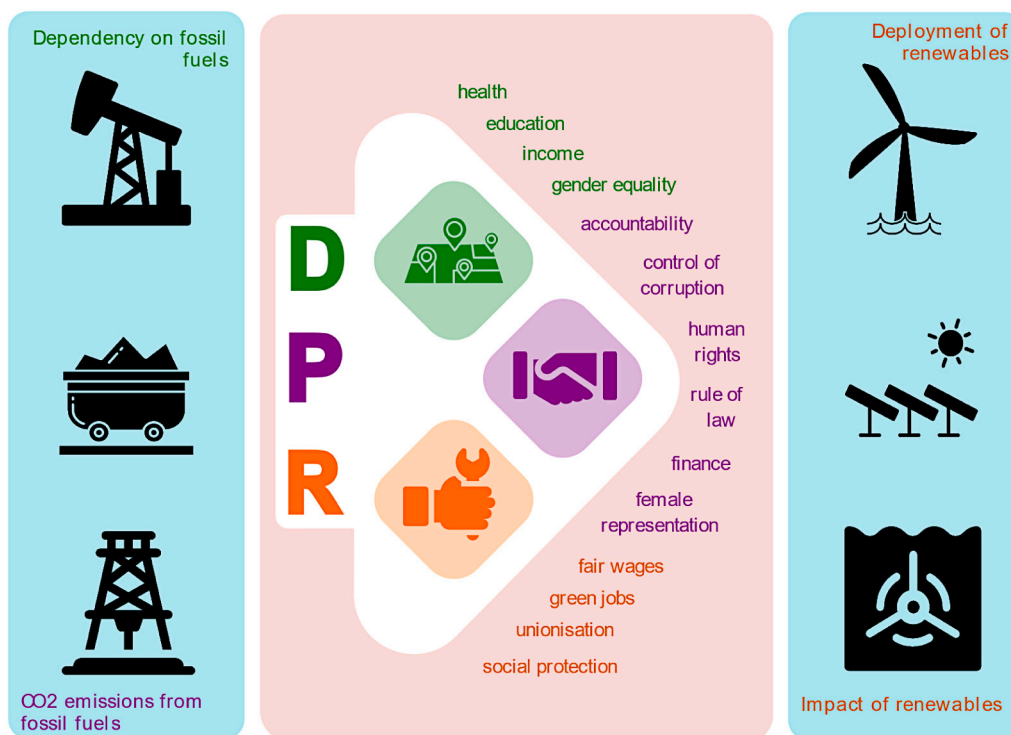 Dependency on fossil
fuels
CO2 emissions from
fossil fuels
D
P
R
health
education
income
gender equality
accountability
control of
corruption
human
rights
rule of
law
finance
female
representation
fair wages
green jobs
unionisation
social protection
Deployment of
renewables
Impact of renewables